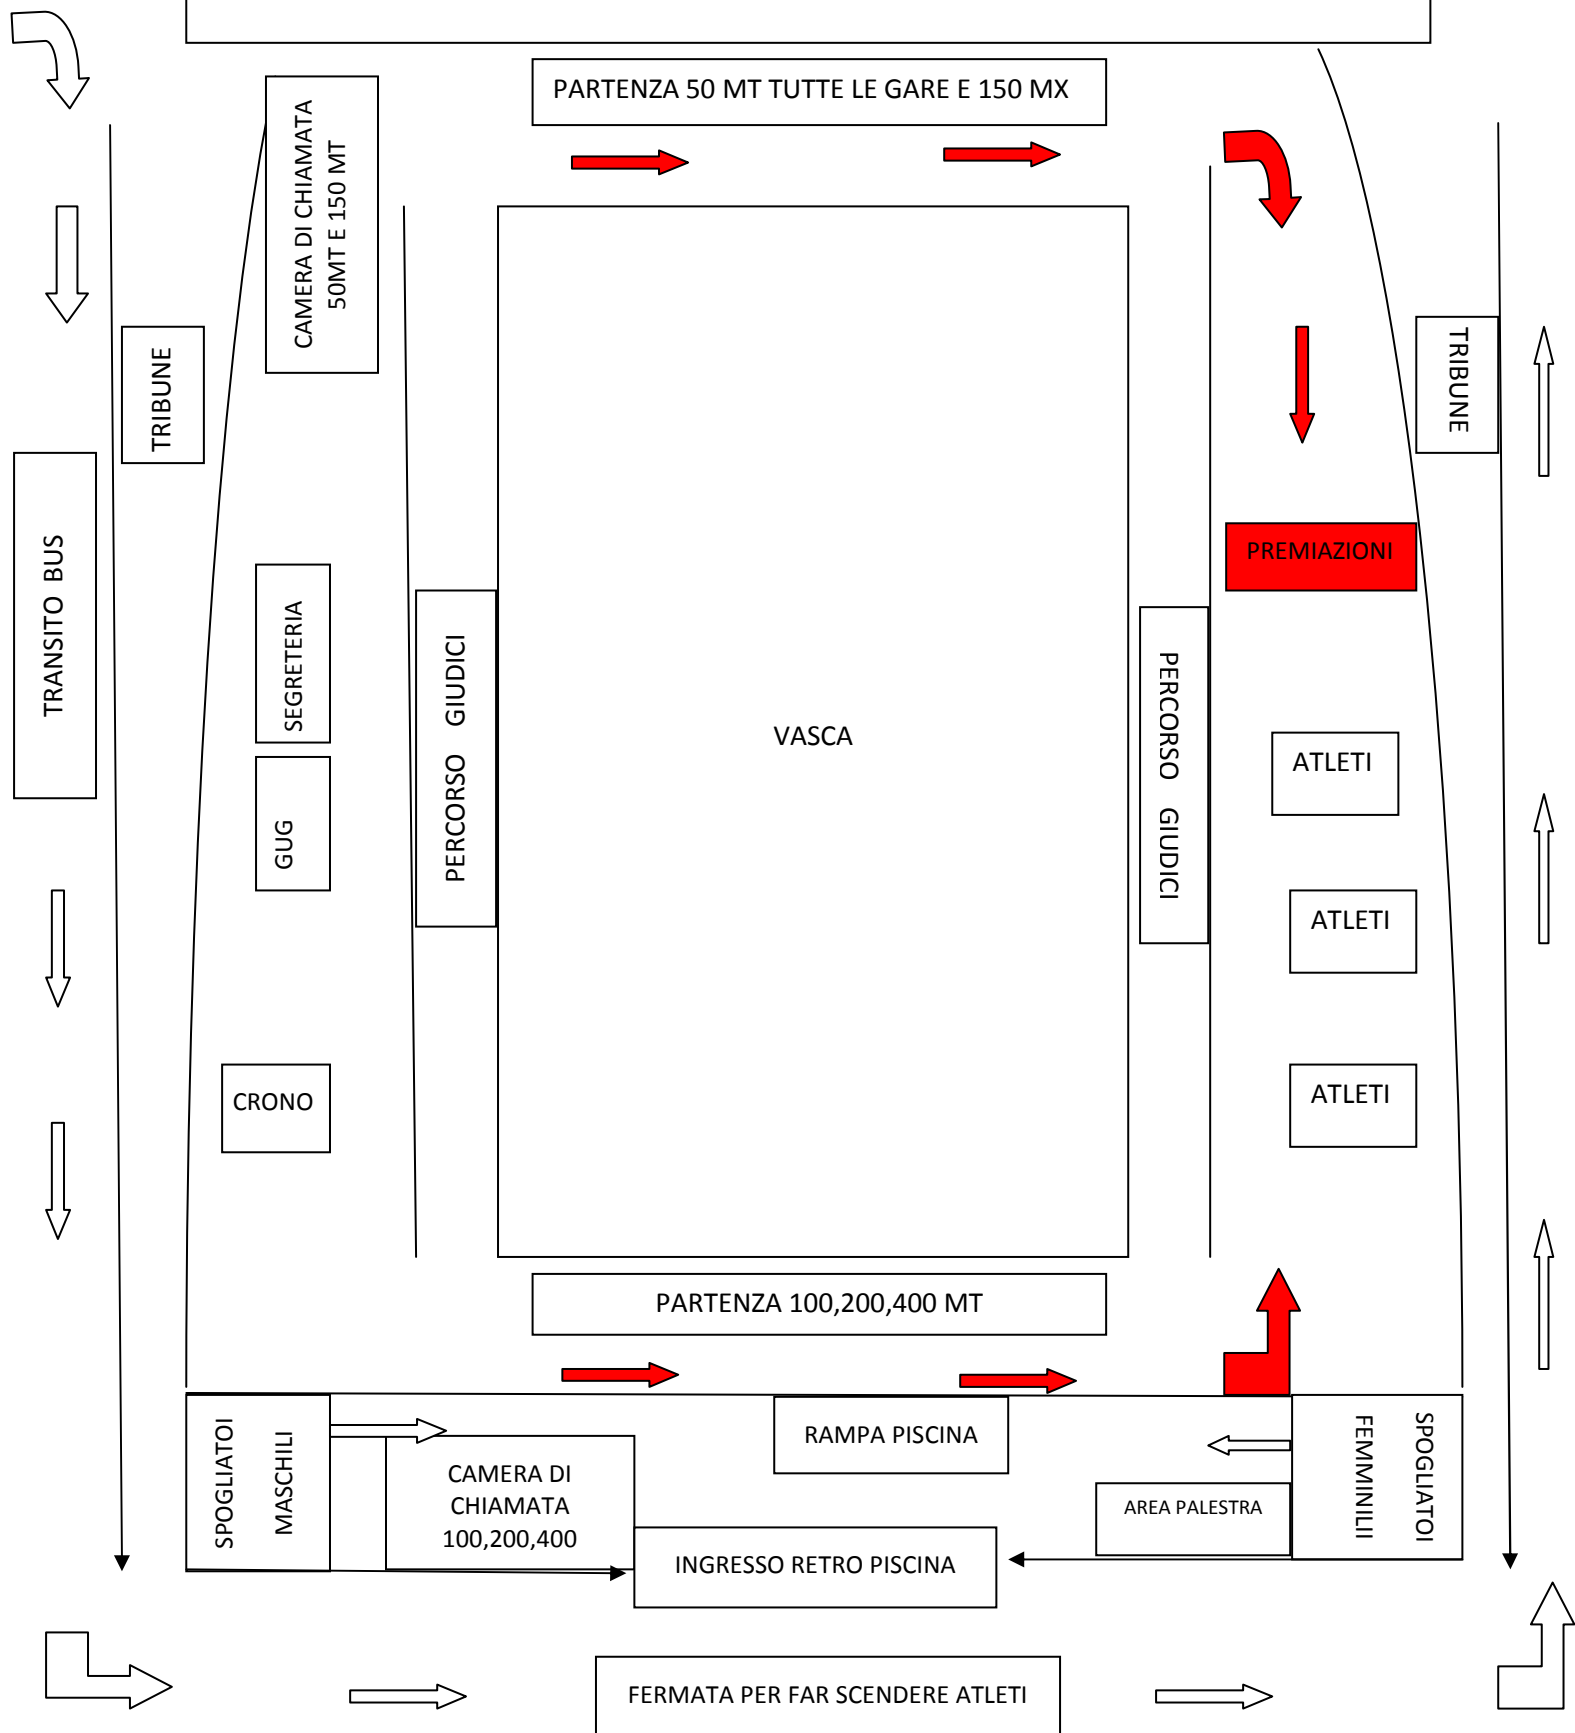 PARTENZA 50 MT TUTTE LE GARE E 150 MX
CAMERA DI CHIAMATA
50MT E 150 MT
TRIBUNE
TRIBUNE
TRANSITO BUS
PREMIAZIONI
SEGRETERIA
PERCORSO GIUDICI
VASCA
PERCORSO GIUDICI
ATLETI
GUG
ATLETI
CRONO
ATLETI
PARTENZA 100,200,400 MT
SPOGLIATOI
MASCHILI
CAMERA DI
CHIAMATA
100,200,400
RAMPA PISCINA
AREA PALESTRA
SPOGLIATOI
FEMMINILII
INGRESSO RETRO PISCINA
FERMATA PER FAR SCENDERE ATLETI